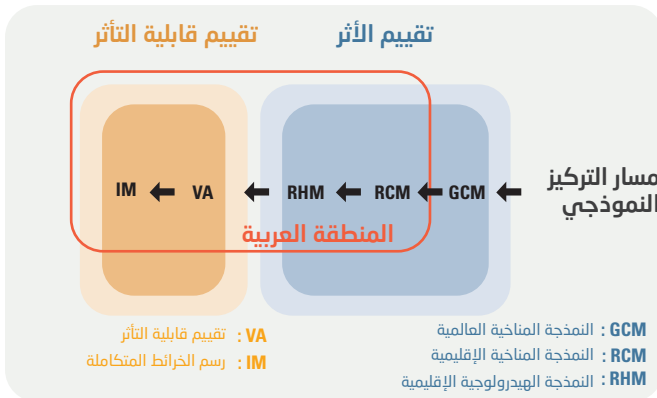 تقييم الأثر
تقييم قابلية التأثر
مسار التركيز
النموذجي
GCM
RCM
RHM
VA
IM
المنطقة العربية
GCM : النمذجة المناخية العالمية
RCM : النمذجة المناخية الإقليمية
RHM : النمذجة الهيدرولوجية الإقليمية
VA : تقييم قابلية التأثر
IM : رسم الخرائط المتكاملة